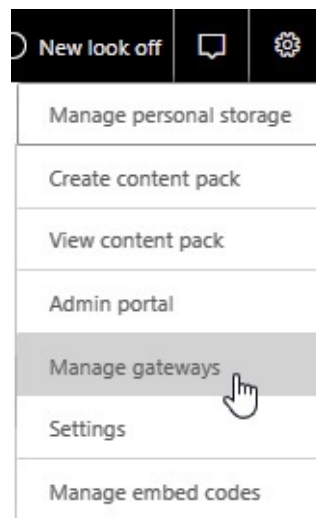 New look off
Manage personal storage
Create content pack
View content pack
Admin portal
Manage gateways
Settings
Manage embed codes